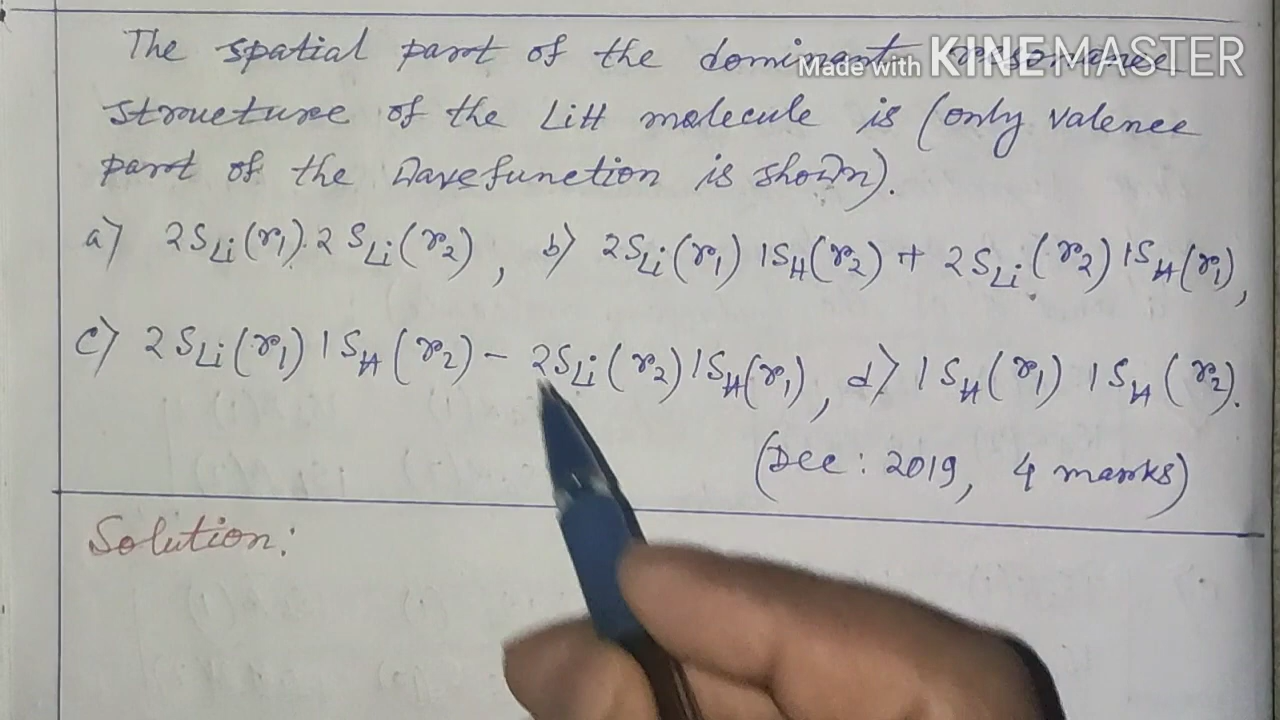 The spatial part of the dominant resonance
Made with KINEMASTER
structure of the LiH molecule is (only valence
part of the wavefunction is shown).
a) 2S_Li(r₁).2S_Li(r₂), b) 2S_Li(r₁) 1S_H(r₂) + 2S_Li(r₂) 1S_H(r₁),
c) 2S_Li(r₁) 1S_H(r₂) - 2S_Li(r₂) 1S_H(r₁), d) 1S_H(r₁) 1S_H(r₂).
(Dec: 2019, 4 marks)
Solution: